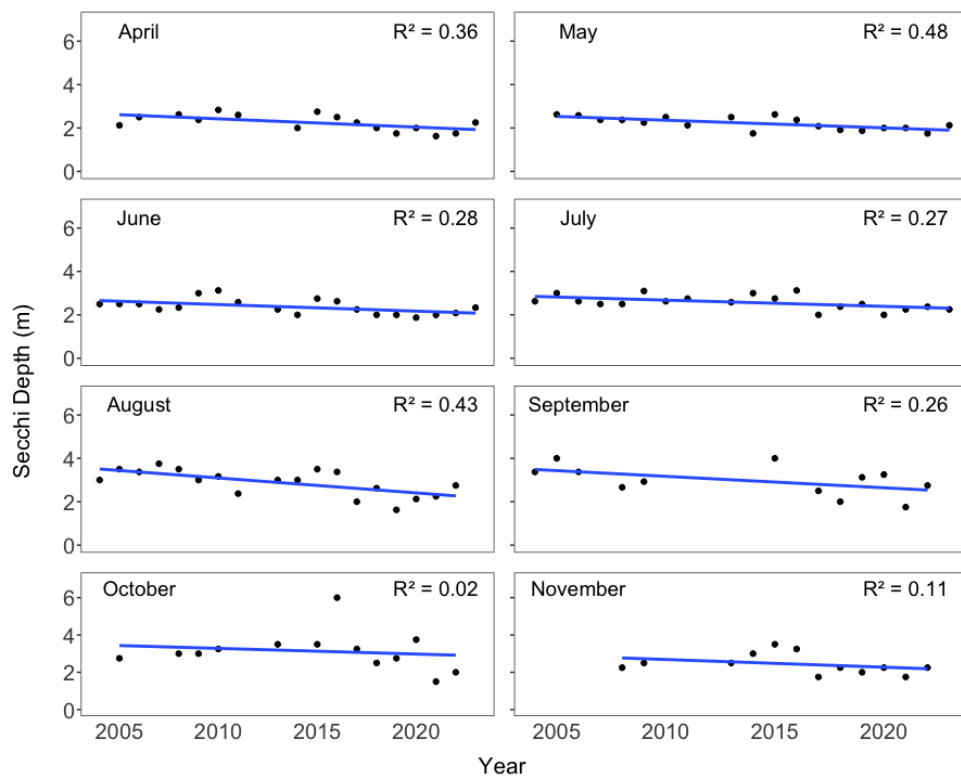 April R² = 0.36
May R² = 0.48
6
4
2
0
June R² = 0.28
July R² = 0.27
6
4
2
0
August R² = 0.43
September R² = 0.26
6
4
2
0
October R² = 0.02
November R² = 0.11
6
4
2
0
Secchi Depth (m)
2005 2010 2015 2020
2005 2010 2015 2020
Year